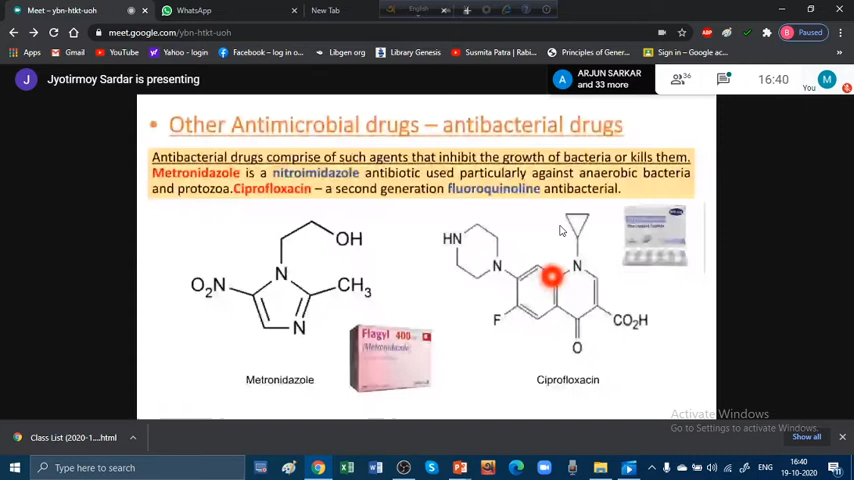 Meet – ybn-htkt-uoh
WhatsApp
New Tab
English
meet.google.com/ybn-htkt-uoh
ABP
B Paused
Apps
M Gmail
YouTube
Yahoo - login
Facebook – log in o...
Libgen org
Library Genesis
Susmita Patra | Rabi...
Principles of Gener...
Sign in – Google ac...
J Jyotirmoy Sardar is presenting
A ARJUN SARKAR
and 33 more
36
16:40
You
M
• Other Antimicrobial drugs – antibacterial drugs
Antibacterial drugs comprise of such agents that inhibit the growth of bacteria or kills them.
Metronidazole is a nitroimidazole antibiotic used particularly against anaerobic bacteria
and protozoa.Ciprofloxacin – a second generation fluoroquinoline antibacterial.
OH
O₂N
N
CH₃
N
HN
N
N
F
CO₂H
O
Flagyl 400
Metronidazole
Metronidazole
Ciprofloxacin
Activate Windows
Go to Settings to activate Windows.
Class List (2020-1....html
Show all
Type here to search
ENG
16:40
19-10-2020